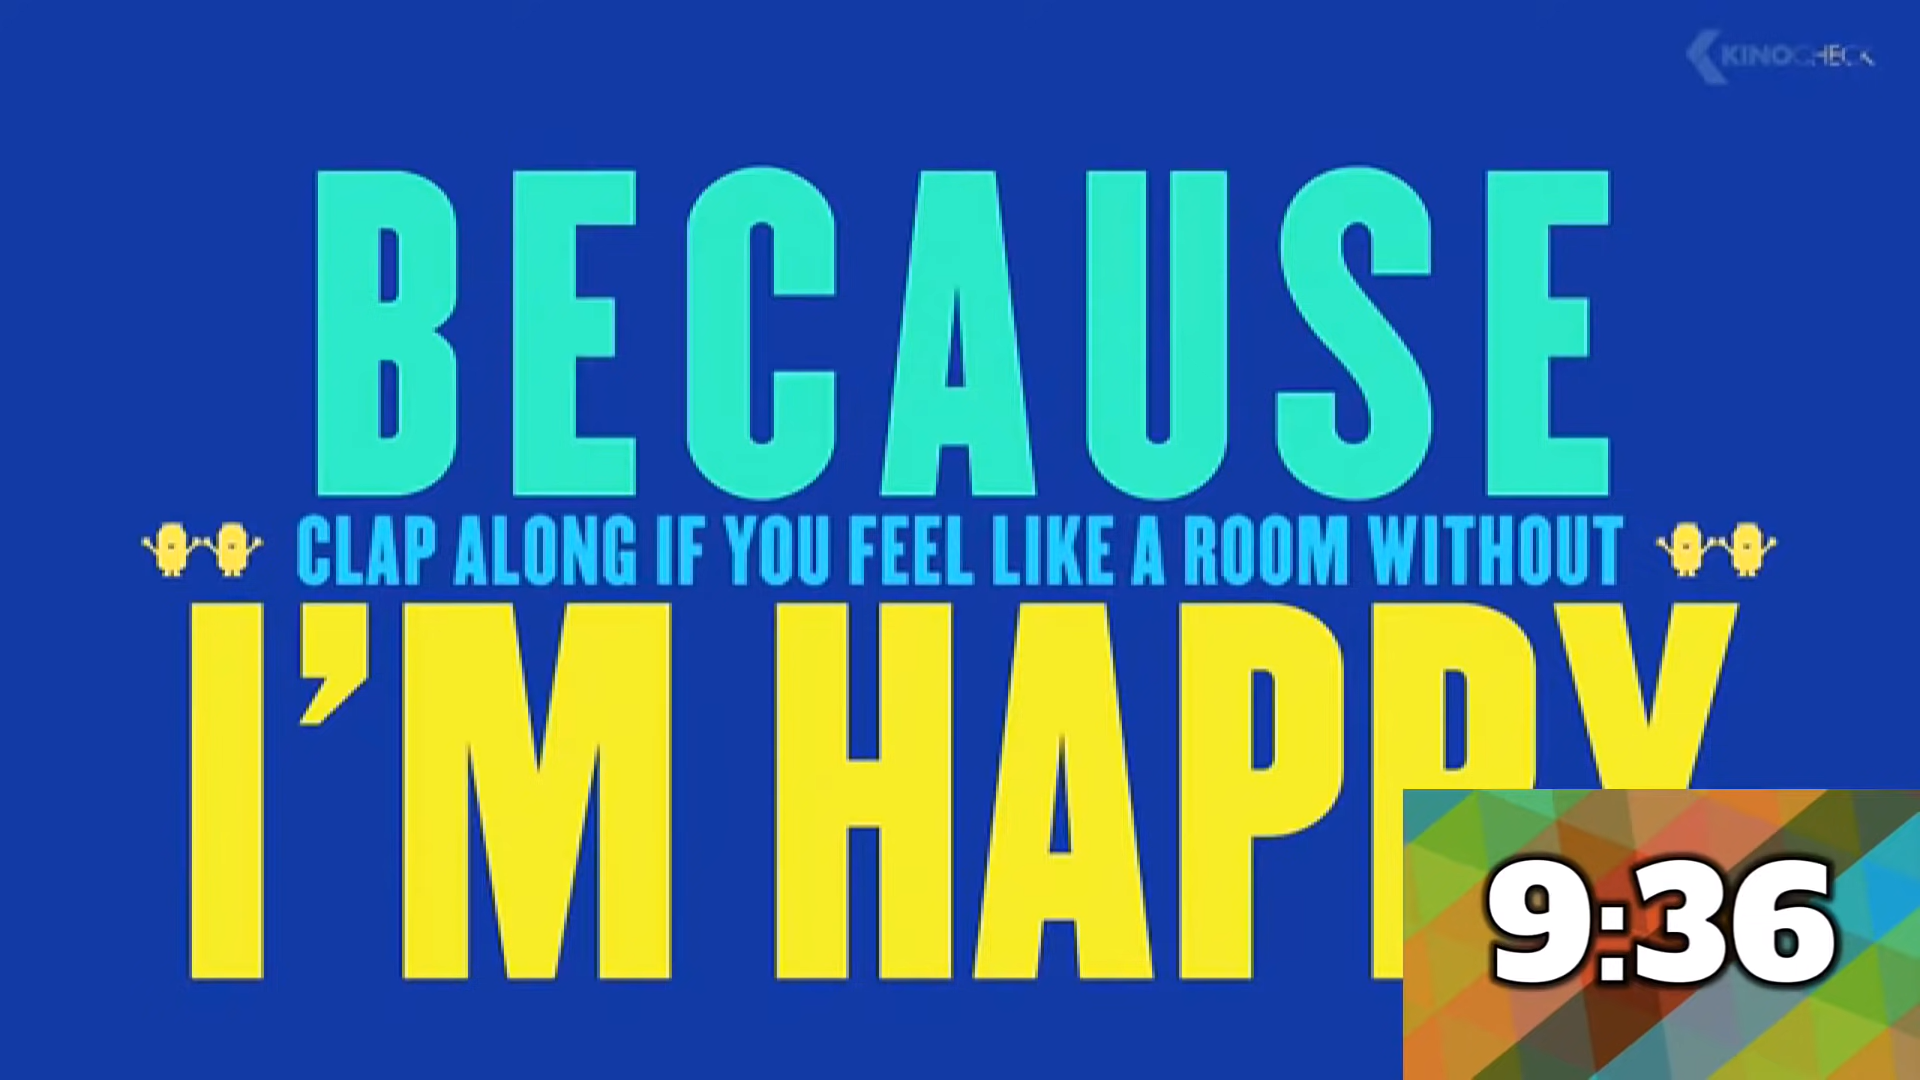 KINOCHECK
BECAUSE
CLAP ALONG IF YOU FEEL LIKE A ROOM WITHOUT
I'M HAPPY
9:36